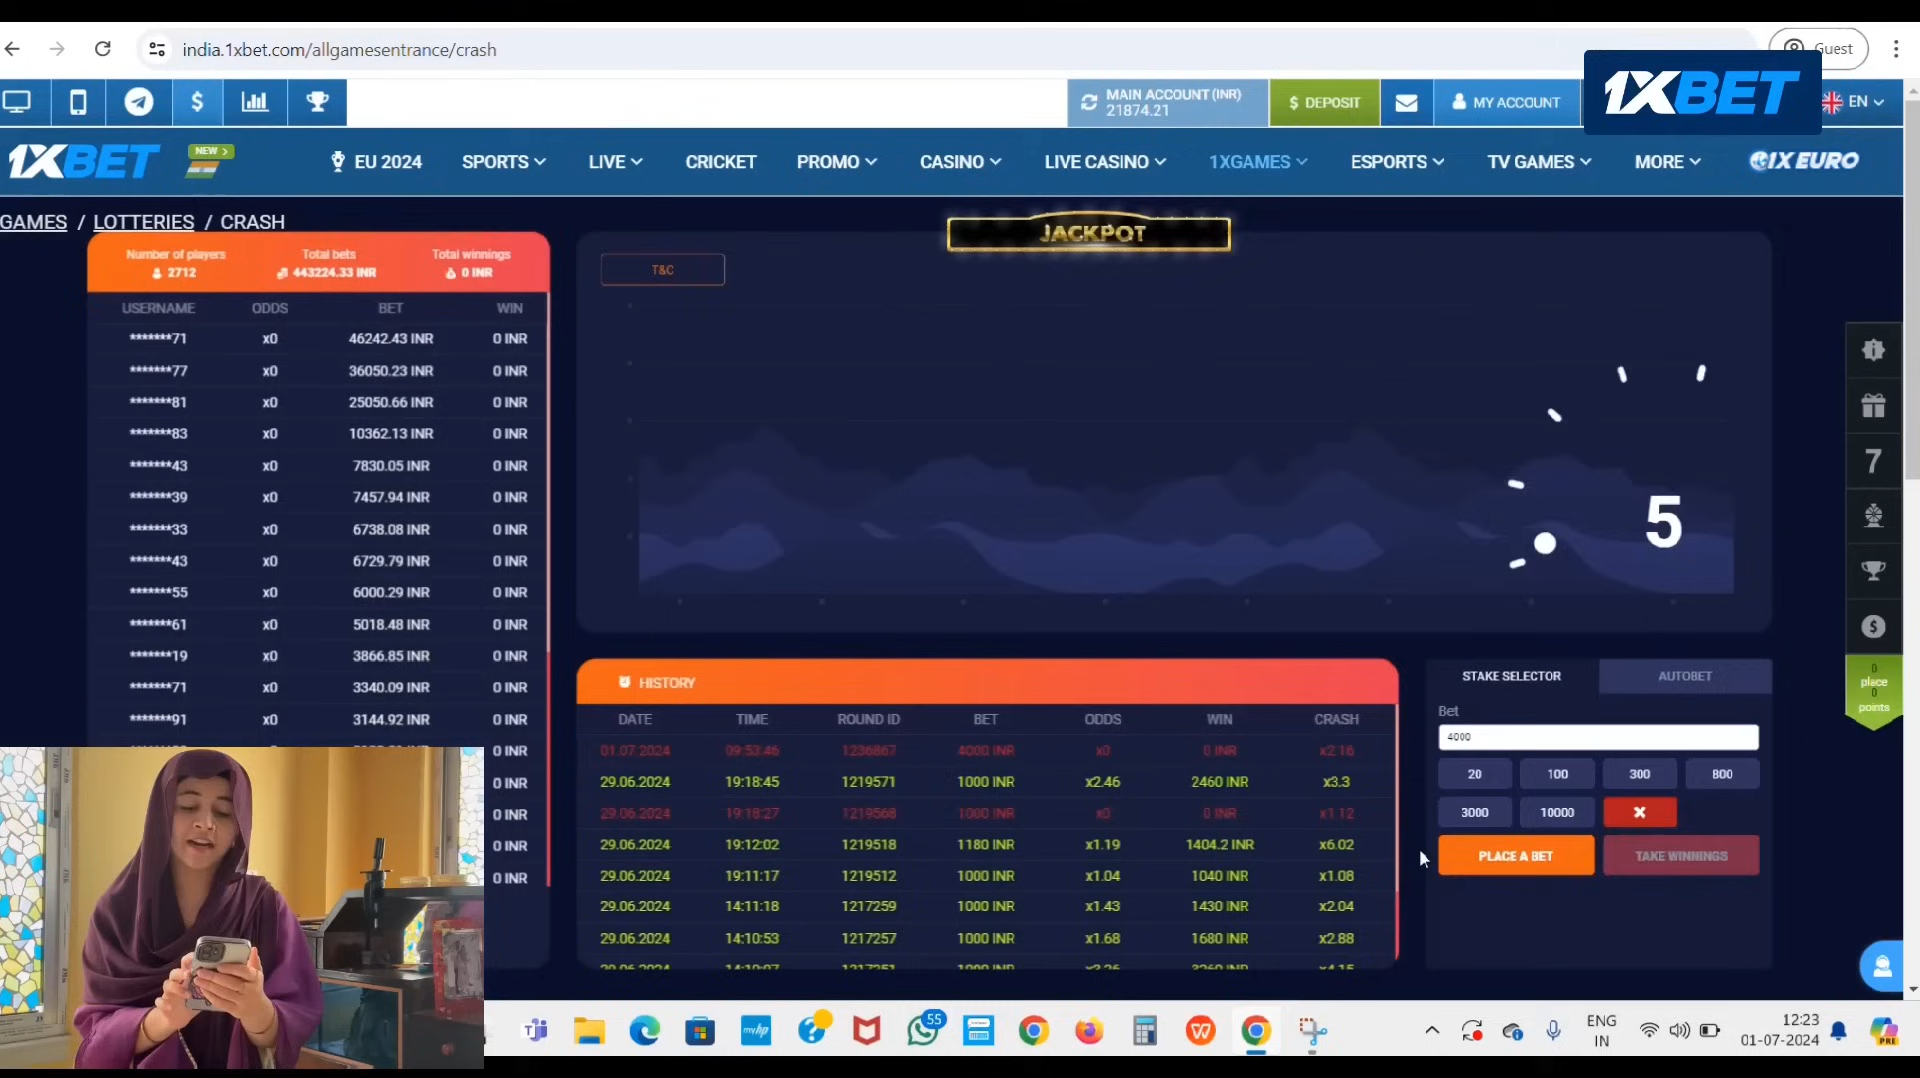 india.1xbet.com/allgamesentrance/crash
Guest
MAIN ACCOUNT (INR)
21874.21
$ DEPOSIT
MY ACCOUNT
1XBET
EN
1XBET
NEW >
EU 2024
SPORTS
LIVE
CRICKET
PROMO
CASINO
LIVE CASINO
1XGAMES
ESPORTS
TV GAMES
MORE
1X EURO
GAMES / LOTTERIES / CRASH
JACKPOT
Number of players Total bets Total winnings
2712 443224.33 INR 0 INR
USERNAME ODDS BET WIN
*******71 x0 46242.43 INR 0 INR
*******77 x0 36050.23 INR 0 INR
*******81 x0 25050.66 INR 0 INR
*******83 x0 10362.13 INR 0 INR
*******43 x0 7830.05 INR 0 INR
*******39 x0 7457.94 INR 0 INR
*******33 x0 6738.08 INR 0 INR
*******43 x0 6729.79 INR 0 INR
*******55 x0 6000.29 INR 0 INR
*******61 x0 5018.48 INR 0 INR
*******19 x0 3866.85 INR 0 INR
*******71 x0 3340.09 INR 0 INR
*******91 x0 3144.92 INR 0 INR
0 INR
0 INR
0 INR
0 INR
0 INR
T&C
5
HISTORY
DATE TIME ROUND ID BET ODDS WIN CRASH
01.07.2024 09:53:46 1236867 4000 INR x0 0 INR x2.16
29.06.2024 19:18:45 1219571 1000 INR x2.46 2460 INR x3.3
29.06.2024 19:18:27 1219568 1000 INR x0 0 INR x1.12
29.06.2024 19:12:02 1219518 1180 INR x1.19 1404.2 INR x6.02
29.06.2024 19:11:17 1219512 1000 INR x1.04 1040 INR x1.08
29.06.2024 14:11:18 1217259 1000 INR x1.43 1430 INR x2.04
29.06.2024 14:10:53 1217257 1000 INR x1.68 1680 INR x2.88
STAKE SELECTOR AUTOBET
Bet
4000
20 100 300 800
3000 10000
PLACE A BET TAKE WINNINGS
7
0
place
0
points
55
ENG
IN
12:23
01-07-2024
PRE